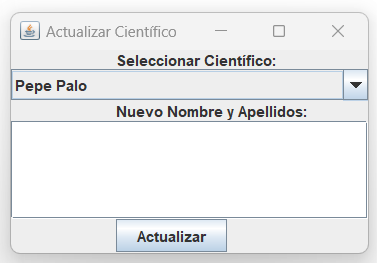 Actualizar Científico
Seleccionar Científico:
Pepe Palo
Nuevo Nombre y Apellidos:
Actualizar